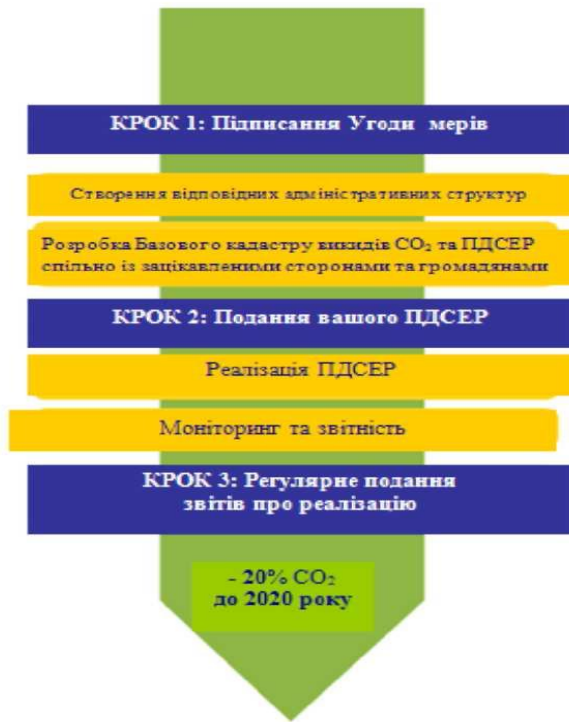 КРОК 1: Підписання Угоди мерів
Створення відповідних адміністративних структур
Розробка Базового кадастру викидів CO₂ та ПДСЕР
спільно із зацікавленими сторонами та громадянами
КРОК 2: Подання вашого ПДСЕР
Реалізація ПДСЕР
Моніторинг та звітність
КРОК 3: Регулярне подання
звітів про реалізацію
- 20% CO₂
до 2020 року